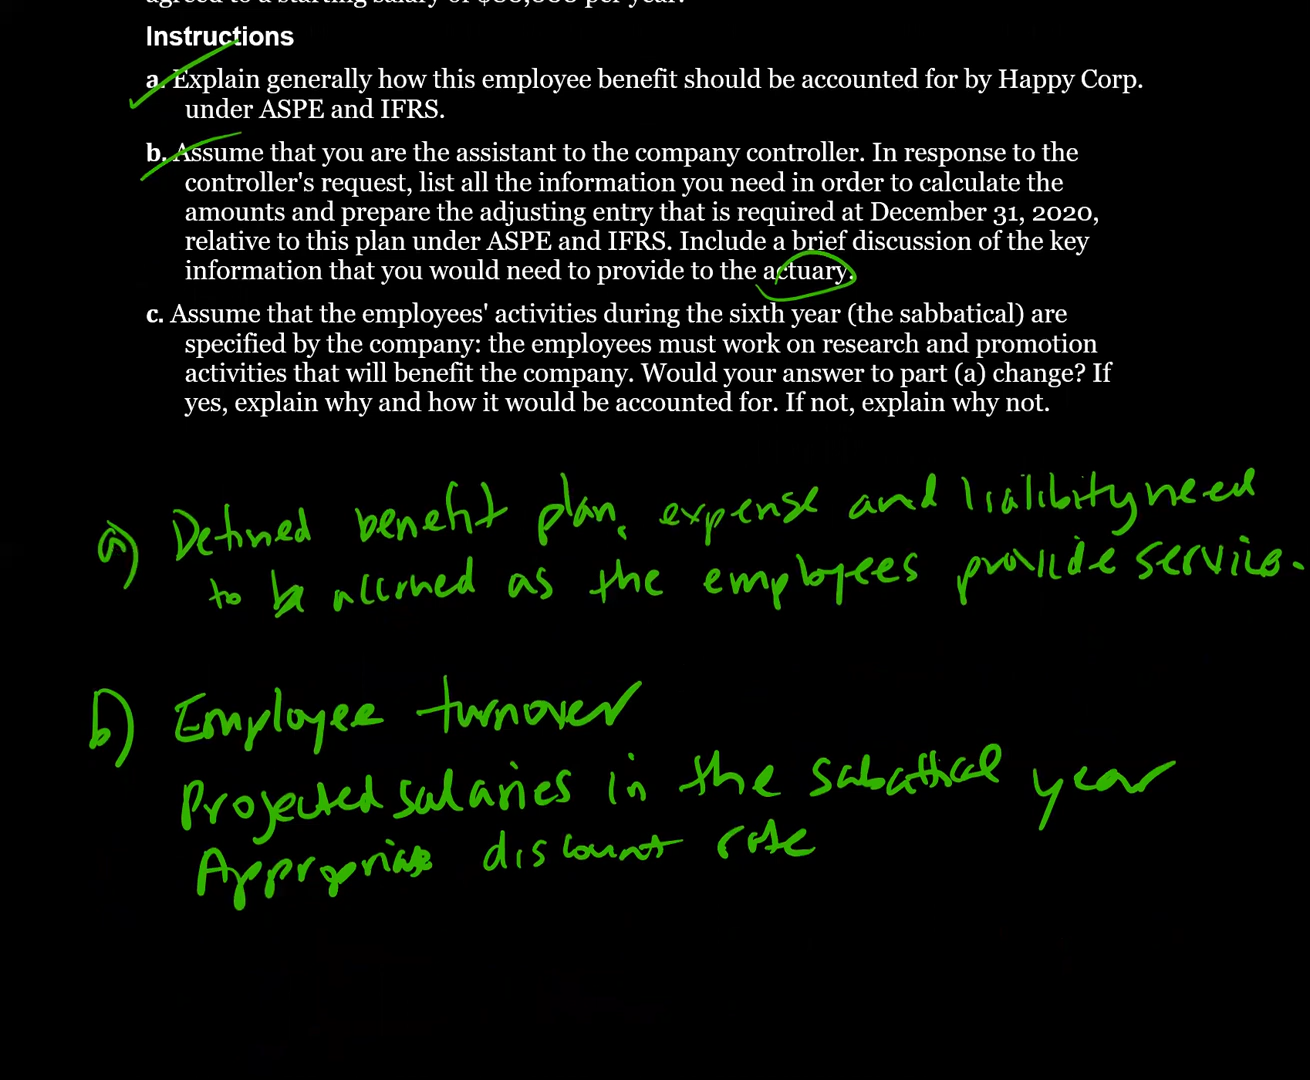 Instructions
a. Explain generally how this employee benefit should be accounted for by Happy Corp.
under ASPE and IFRS.
b. Assume that you are the assistant to the company controller. In response to the
controller's request, list all the information you need in order to calculate the
amounts and prepare the adjusting entry that is required at December 31, 2020,
relative to this plan under ASPE and IFRS. Include a brief discussion of the key
information that you would need to provide to the actuary.
c. Assume that the employees' activities during the sixth year (the sabbatical) are
specified by the company: the employees must work on research and promotion
activities that will benefit the company. Would your answer to part (a) change? If
yes, explain why and how it would be accounted for. If not, explain why not.
a) Defined benefit plan, expense and lialibity need
to be accrued as the employees provide service.
b) Employee turnover
Projected salaries in the sabathcal year
Appropriate discount rate